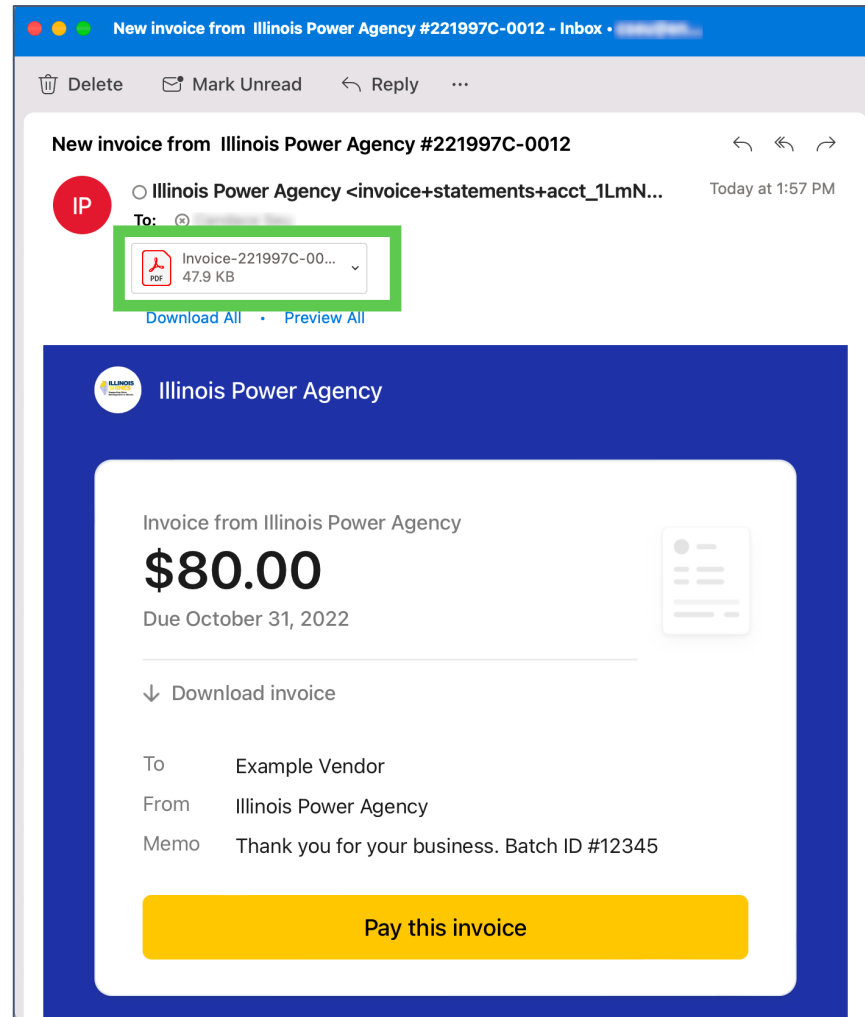 New invoice from Illinois Power Agency #221997C-0012 - Inbox •
Delete Mark Unread Reply ...
New invoice from Illinois Power Agency #221997C-0012
IP
Illinois Power Agency <invoice+statements+acct_1LmN...
Today at 1:57 PM
To:
Invoice-221997C-00...
PDF
47.9 KB
Download All • Preview All
ILLINOIS
Illinois Power Agency
Invoice from Illinois Power Agency
$80.00
Due October 31, 2022
Download invoice
To Example Vendor
From Illinois Power Agency
Memo Thank you for your business. Batch ID #12345
Pay this invoice